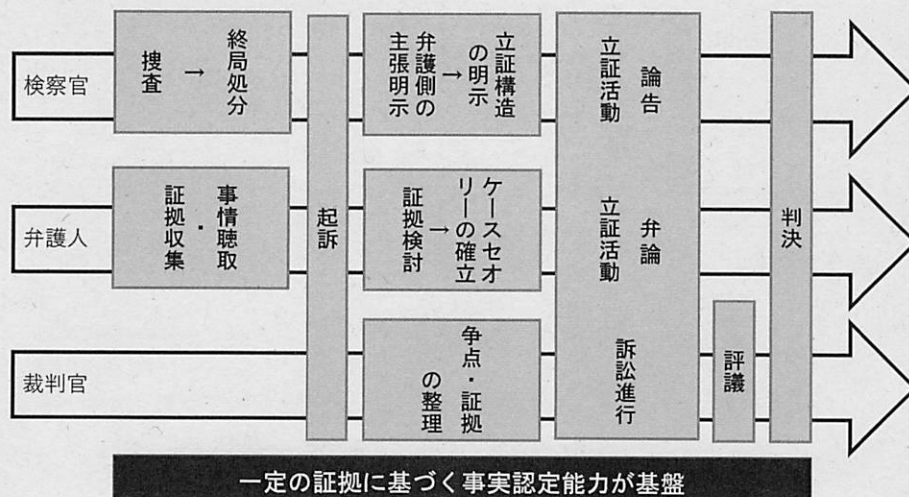 検察官
捜査
→
終局処分
弁護側の
主張明示
→
立証構造
の明示
立証活動
論告
弁護人
事情聴取
・
証拠収集
起訴
証拠検討
→
ケースセオ
リーの確立
立証活動
弁論
判決
裁判官
争点・証拠
の整理
訴訟進行
評議
一定の証拠に基づく事実認定能力が基盤